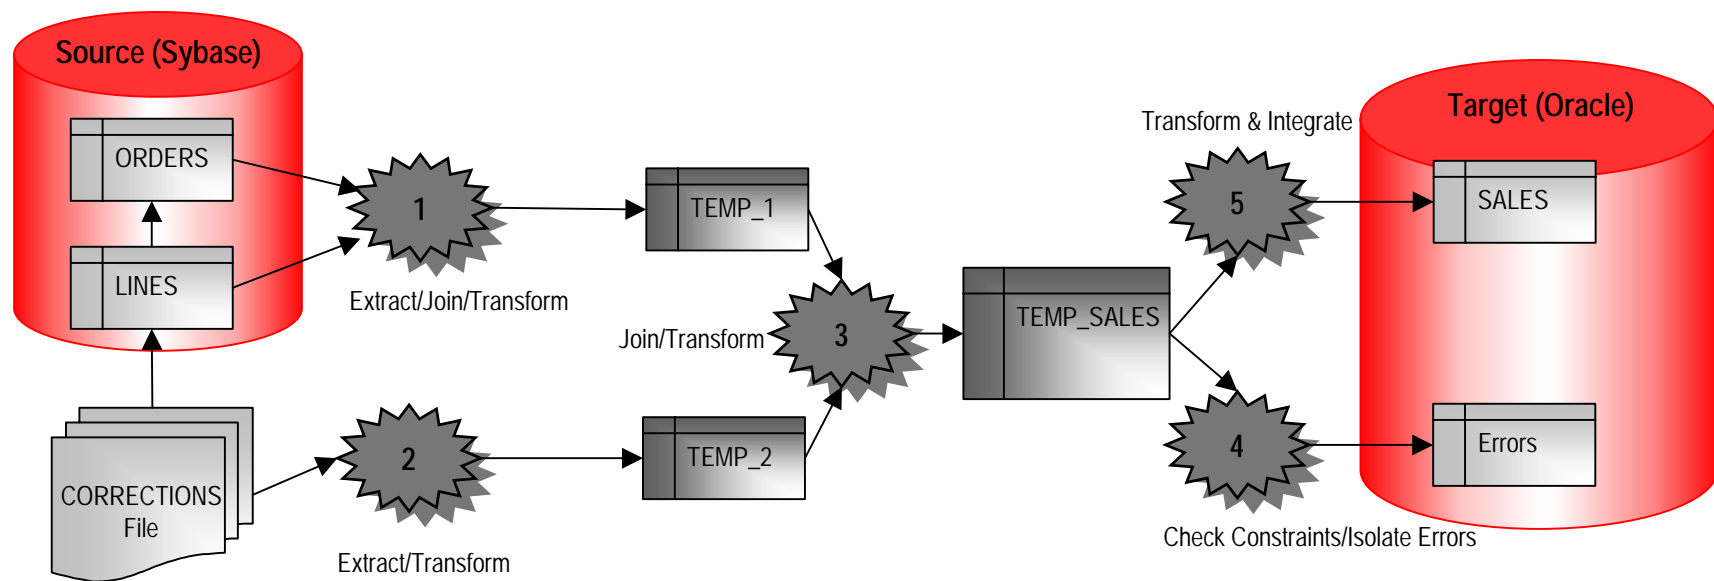 Source (Sybase)
ORDERS
LINES
CORRECTIONS
File
1
Extract/Join/Transform
2
Extract/Transform
TEMP_1
TEMP_2
Join/Transform
3
TEMP_SALES
Transform & Integrate
5
4
Check Constraints/Isolate Errors
Target (Oracle)
SALES
Errors